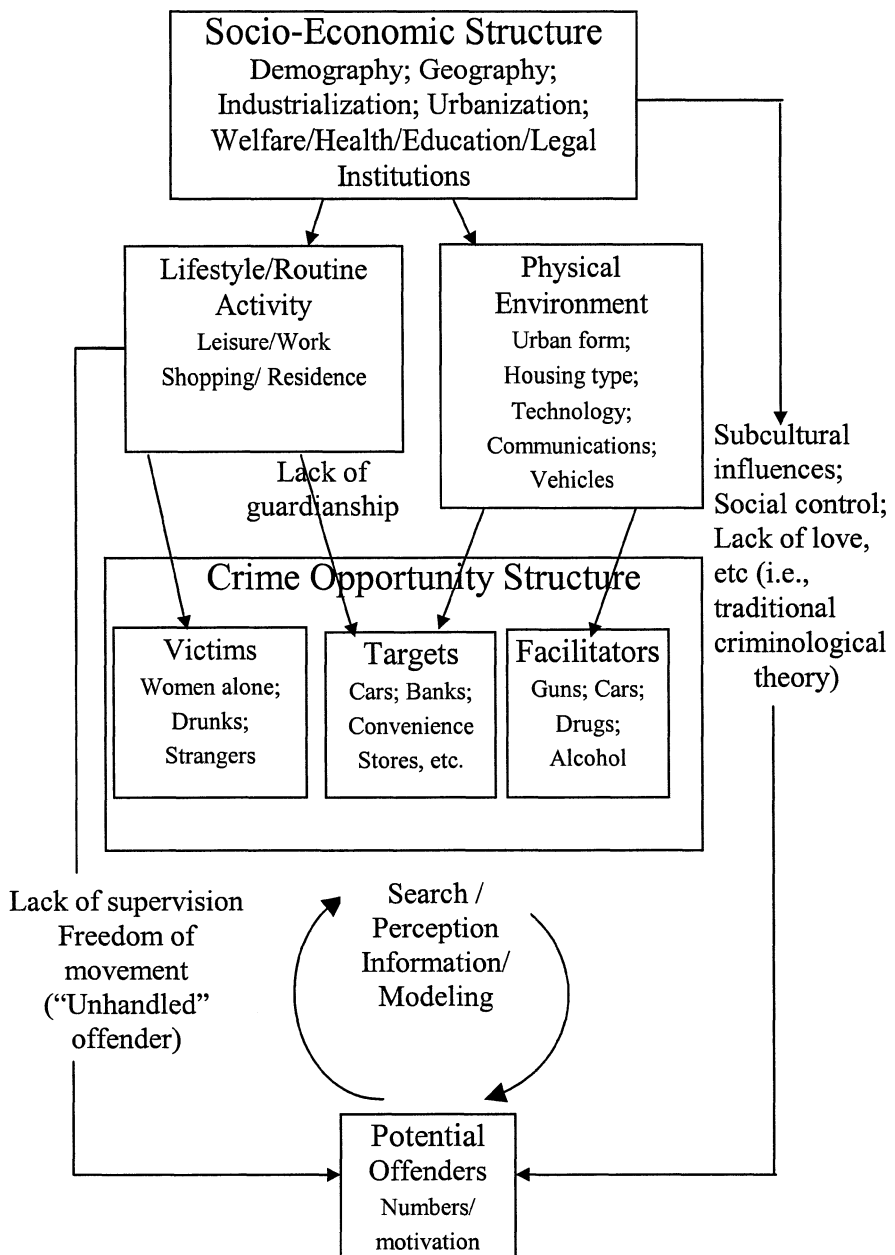 Socio-Economic Structure
Demography; Geography;
Industrialization; Urbanization;
Welfare/Health/Education/Legal
Institutions
Lifestyle/Routine
Activity
Leisure/Work
Shopping/ Residence
Physical
Environment
Urban form;
Housing type;
Technology;
Communications;
Vehicles
Subcultural
influences;
Social control;
Lack of love,
etc (i.e.,
traditional
criminological
theory)
Lack of
guardianship
Crime Opportunity Structure
Victims
Women alone;
Drunks;
Strangers
Targets
Cars; Banks;
Convenience
Stores, etc.
Facilitators
Guns; Cars;
Drugs;
Alcohol
Lack of supervision
Freedom of
movement
(“Unhandled”
offender)
Search /
Perception
Information/
Modeling
Potential
Offenders
Numbers/
motivation